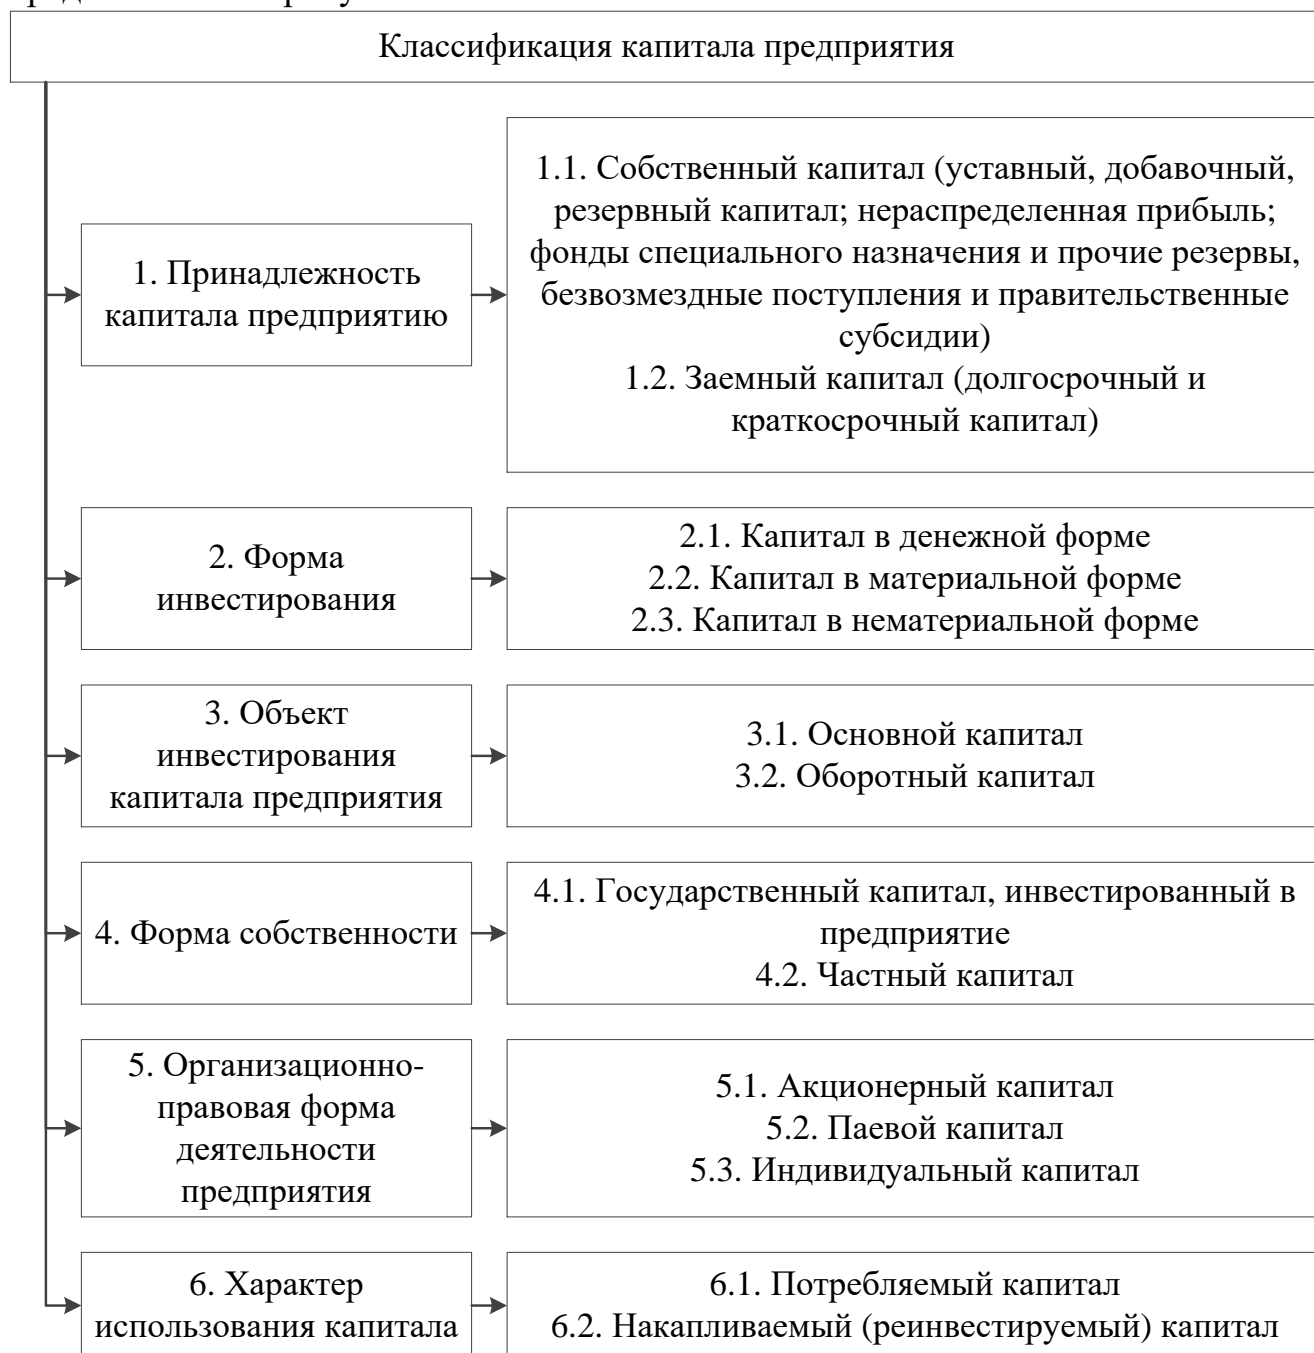 Классификация капитала предприятия
1. Принадлежность
капитала предприятию
1.1. Собственный капитал (уставный, добавочный,
резервный капитал; нераспределенная прибыль;
фонды специального назначения и прочие резервы,
безвозмездные поступления и правительственные
субсидии)
1.2. Заемный капитал (долгосрочный и
краткосрочный капитал)
2. Форма
инвестирования
2.1. Капитал в денежной форме
2.2. Капитал в материальной форме
2.3. Капитал в нематериальной форме
3. Объект
инвестирования
капитала предприятия
3.1. Основной капитал
3.2. Оборотный капитал
4. Форма собственности
4.1. Государственный капитал, инвестированный в
предприятие
4.2. Частный капитал
5. Организационно-
правовая форма
деятельности
предприятия
5.1. Акционерный капитал
5.2. Паевой капитал
5.3. Индивидуальный капитал
6. Характер
использования капитала
6.1. Потребляемый капитал
6.2. Накапливаемый (реинвестируемый) капитал